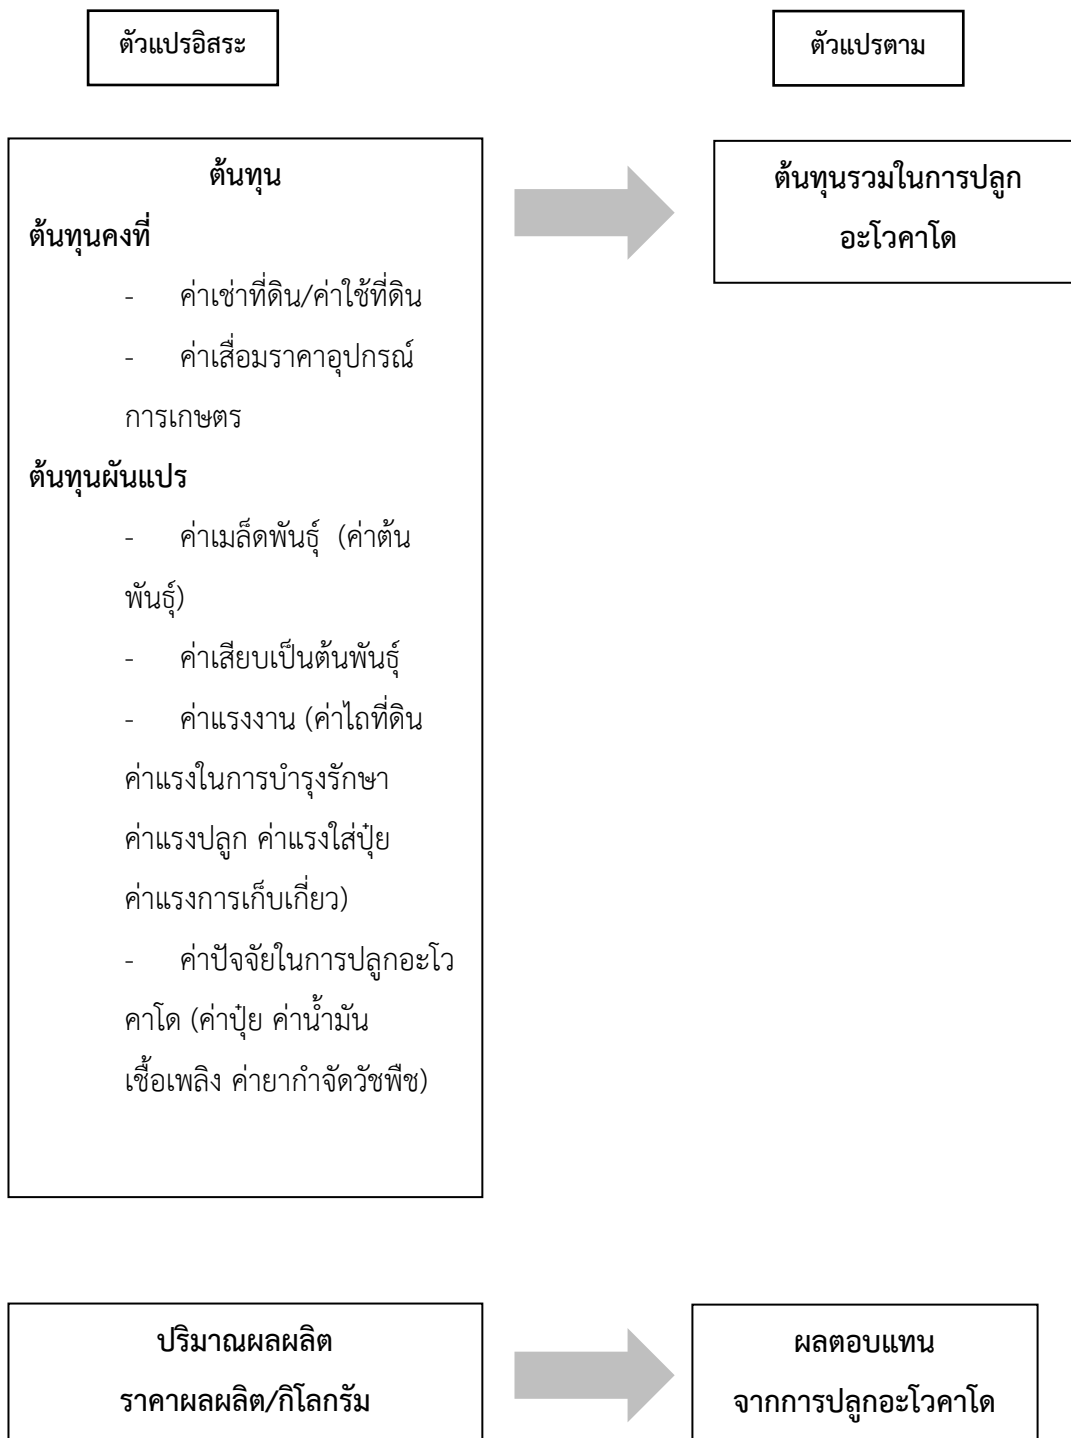 ตัวแปรอิสระ
ตัวแปรตาม
ต้นทุน
ต้นทุนคงที่
- ค่าเช่าที่ดิน/ค่าใช้ที่ดิน
- ค่าเสื่อมราคาอุปกรณ์
การเกษตร
ต้นทุนผันแปร
- ค่าเมล็ดพันธุ์ (ค่าต้น
พันธุ์)
- ค่าเสียบเป็นต้นพันธุ์
- ค่าแรงงาน (ค่าไถที่ดิน
ค่าแรงในการบำรุงรักษา
ค่าแรงปลูก ค่าแรงใส่ปุ๋ย
ค่าแรงการเก็บเกี่ยว)
- ค่าปัจจัยในการปลูกอะโว
คาโด (ค่าปุ๋ย ค่าน้ำมัน
เชื้อเพลิง ค่ายากำจัดวัชพืช)
ต้นทุนรวมในการปลูก
อะโวคาโด
ปริมาณผลผลิต
ราคาผลผลิต/กิโลกรัม
ผลตอบแทน
จากการปลูกอะโวคาโด